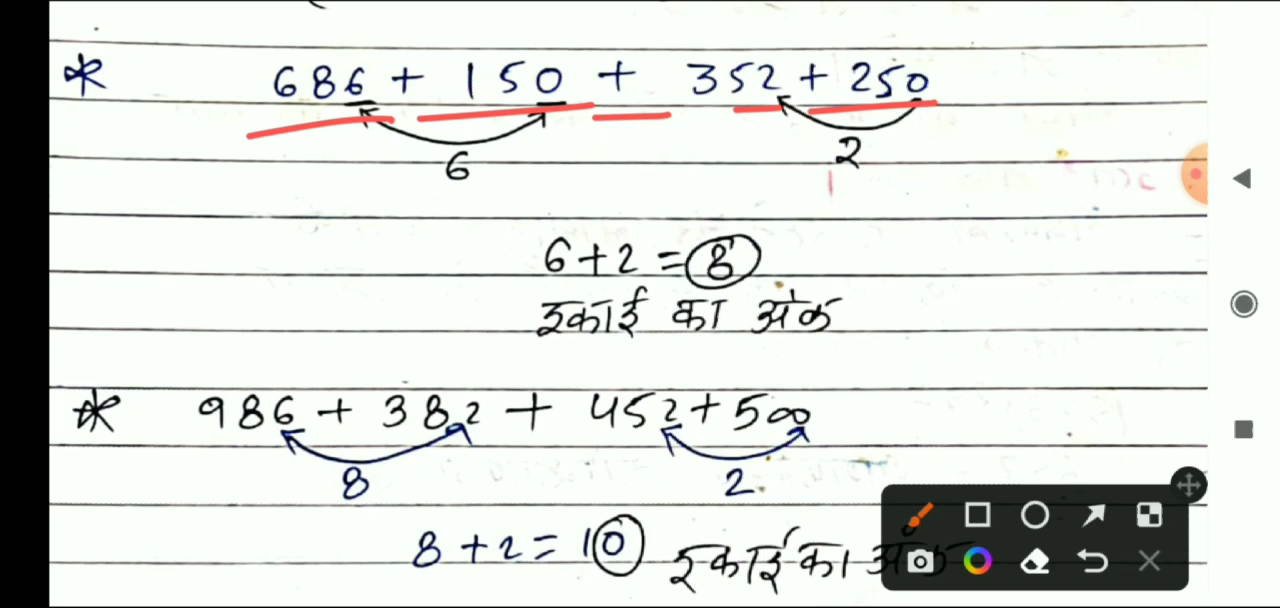 * 686 + 150 + 352 + 250
6 2
6+2 = 8
इकाई का अंक
* 986 + 382 + 452 + 500
8 2
8 + 2 = 10 इकाई का अंक